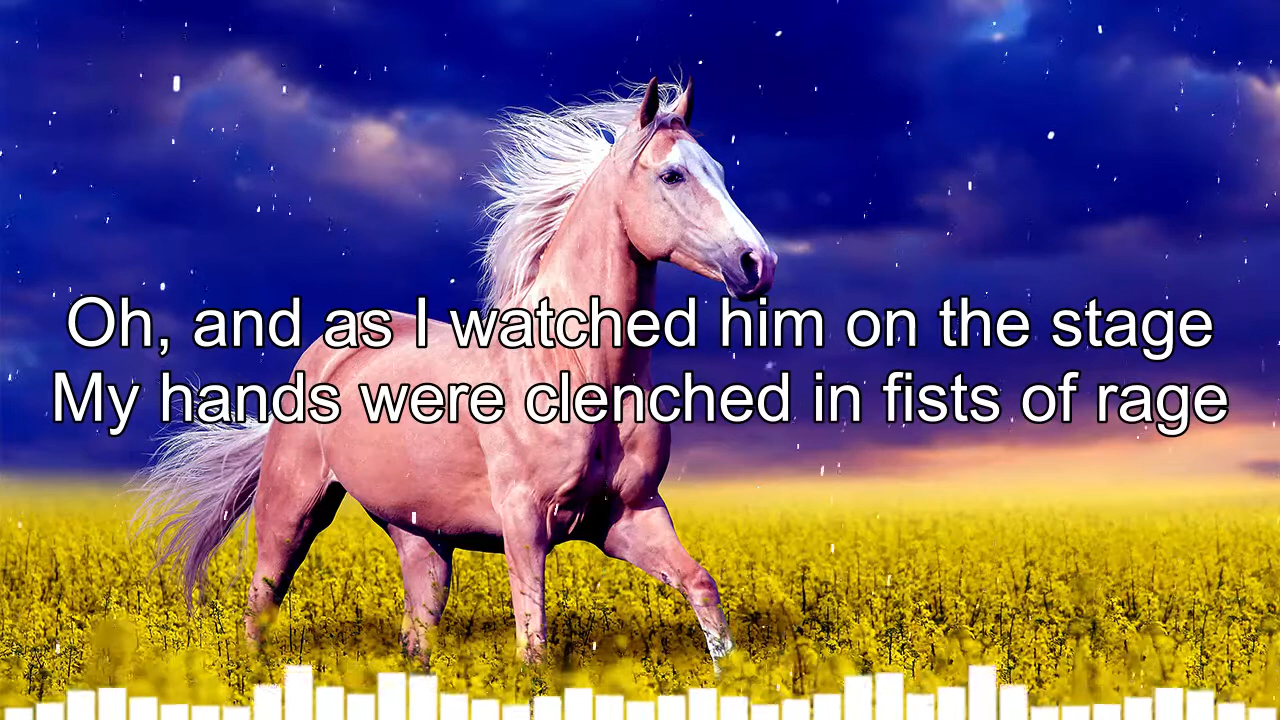 Oh, and as I watched him on the stage
My hands were clenched in fists of rage